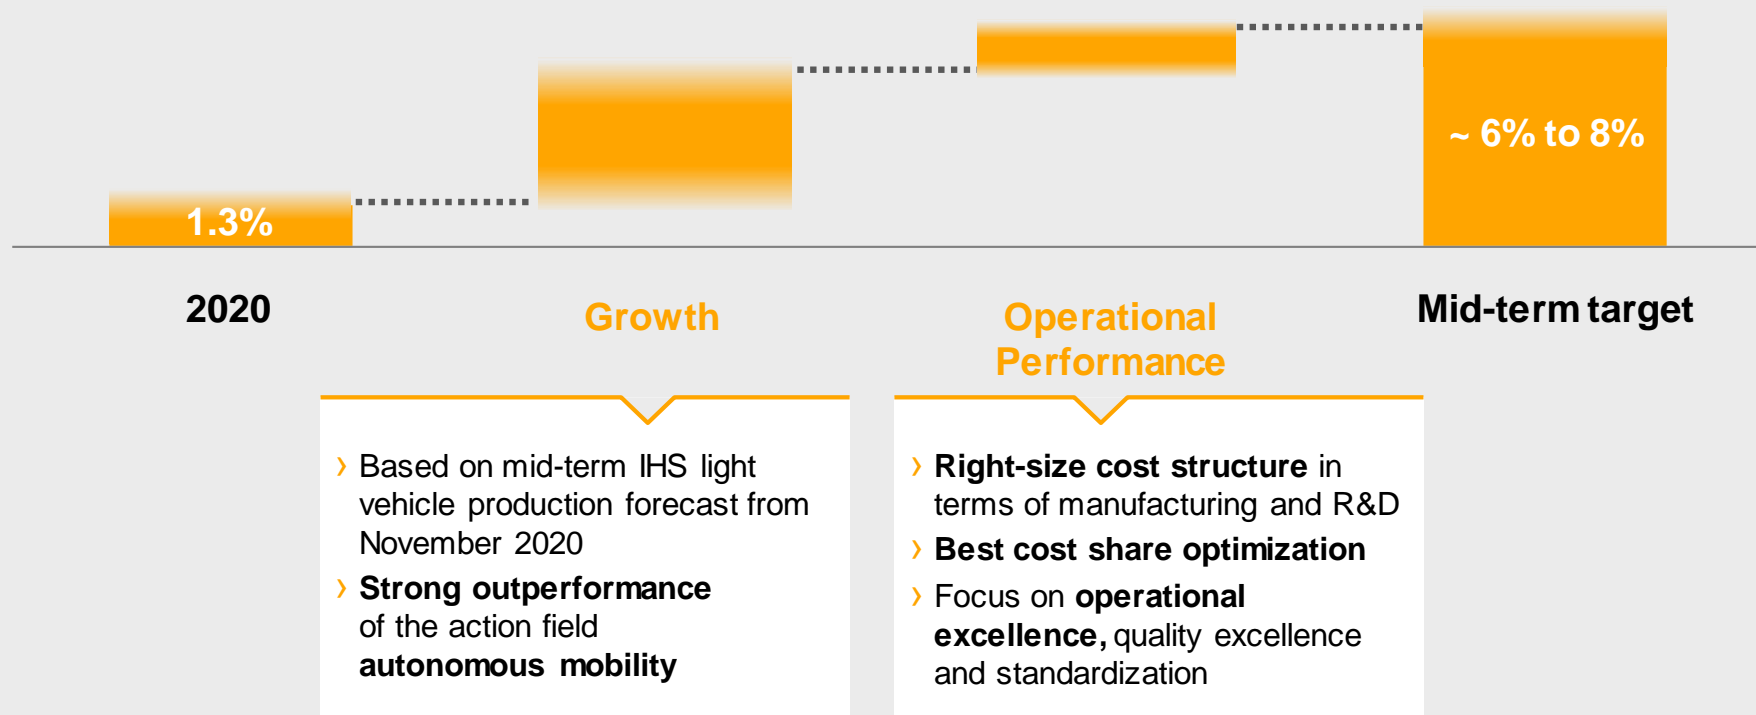 1.3%
~ 6% to 8%
2020
Growth
Operational
Performance
Mid-term target
› Based on mid-term IHS light
vehicle production forecast from
November 2020
› Strong outperformance
of the action field
autonomous mobility
› Right-size cost structure in
terms of manufacturing and R&D
› Best cost share optimization
› Focus on operational
excellence, quality excellence
and standardization